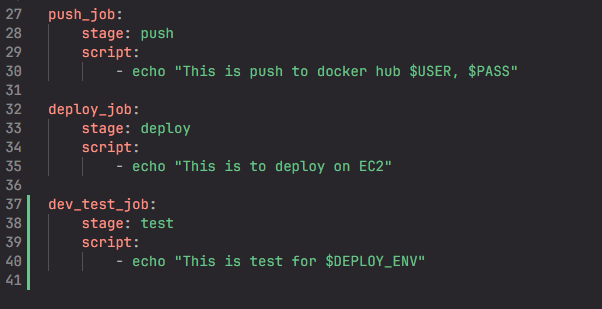 27 push_job:
28     stage: push
29     script:
30         - echo "This is push to docker hub $USER, $PASS"
31
32 deploy_job:
33     stage: deploy
34     script:
35         - echo "This is to deploy on EC2"
36
37 dev_test_job:
38     stage: test
39     script:
40         - echo "This is test for $DEPLOY_ENV"
41